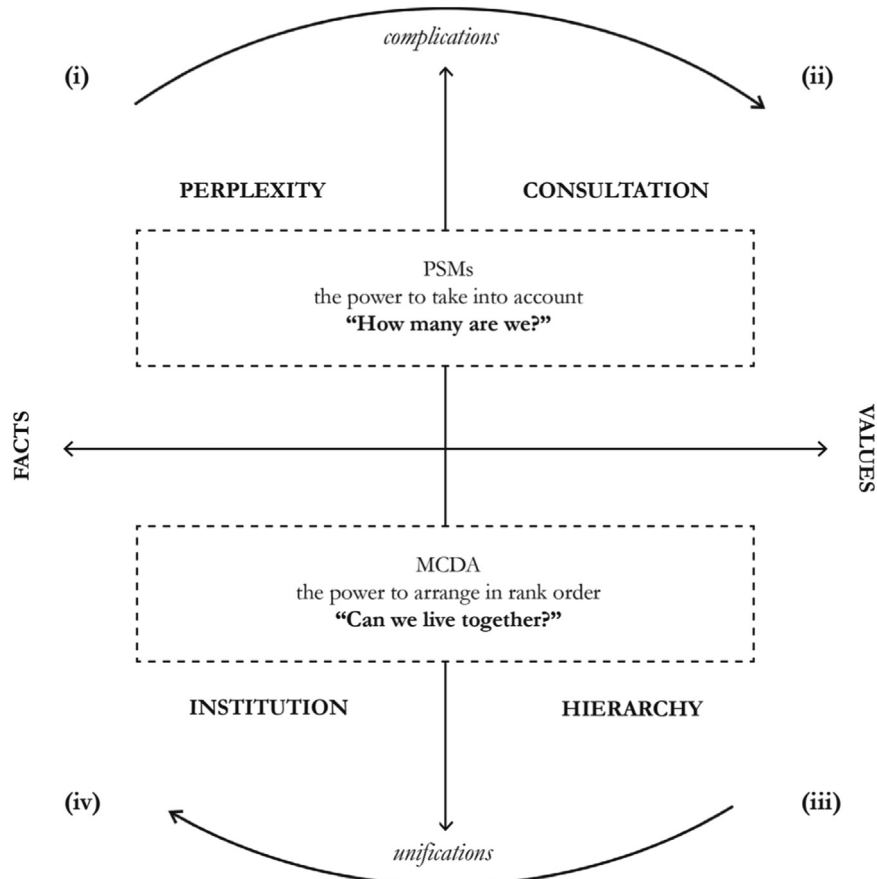 complications
(i)
(ii)
PERPLEXITY
CONSULTATION
PSMs
the power to take into account
“How many are we?”
FACTS
VALUES
MCDA
the power to arrange in rank order
“Can we live together?”
INSTITUTION
HIERARCHY
(iv)
(iii)
unifications